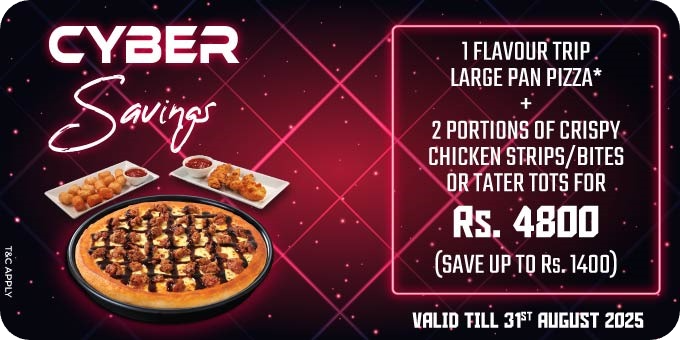 CYBER
Savings
T&C APPLY
1 FLAVOUR TRIP
LARGE PAN PIZZA*
+
2 PORTIONS OF CRISPY
CHICKEN STRIPS/BITES
OR TATER TOTS FOR
Rs. 4800
(SAVE UP TO Rs. 1400)
VALID TILL 31ST AUGUST 2025